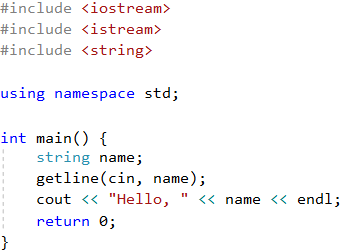 #include <iostream>
#include <istream>
#include <string>

using namespace std;

int main() {
    string name;
    getline(cin, name);
    cout << "Hello, " << name << endl;
    return 0;
}